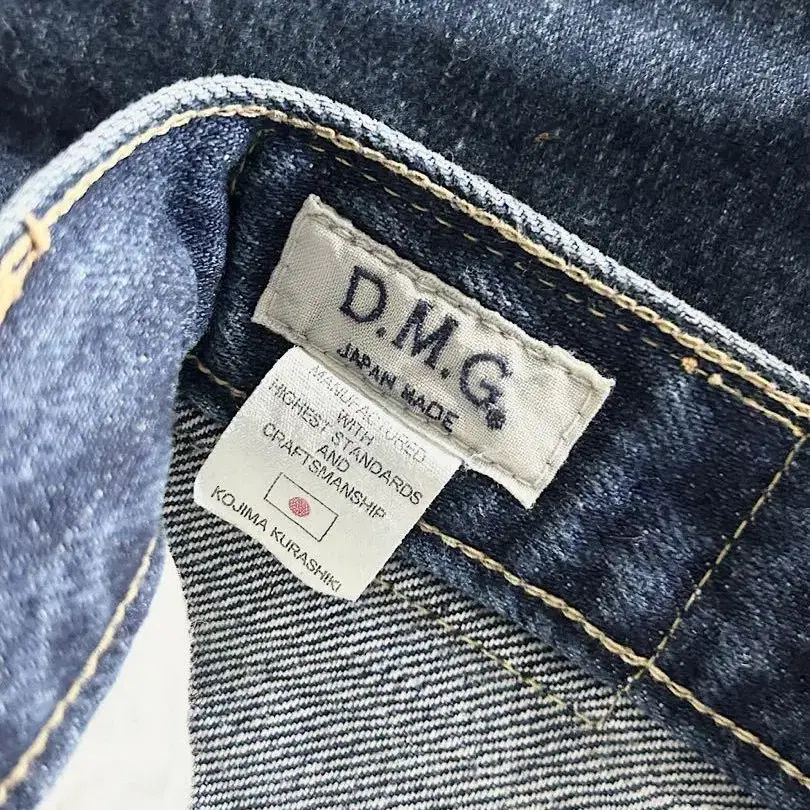 D.M.G.®
JAPAN MADE
MANUFACTURED
WITH
HIGHEST STANDARDS
AND
CRAFTSMANSHIP
KOJIMA KURASHIKI